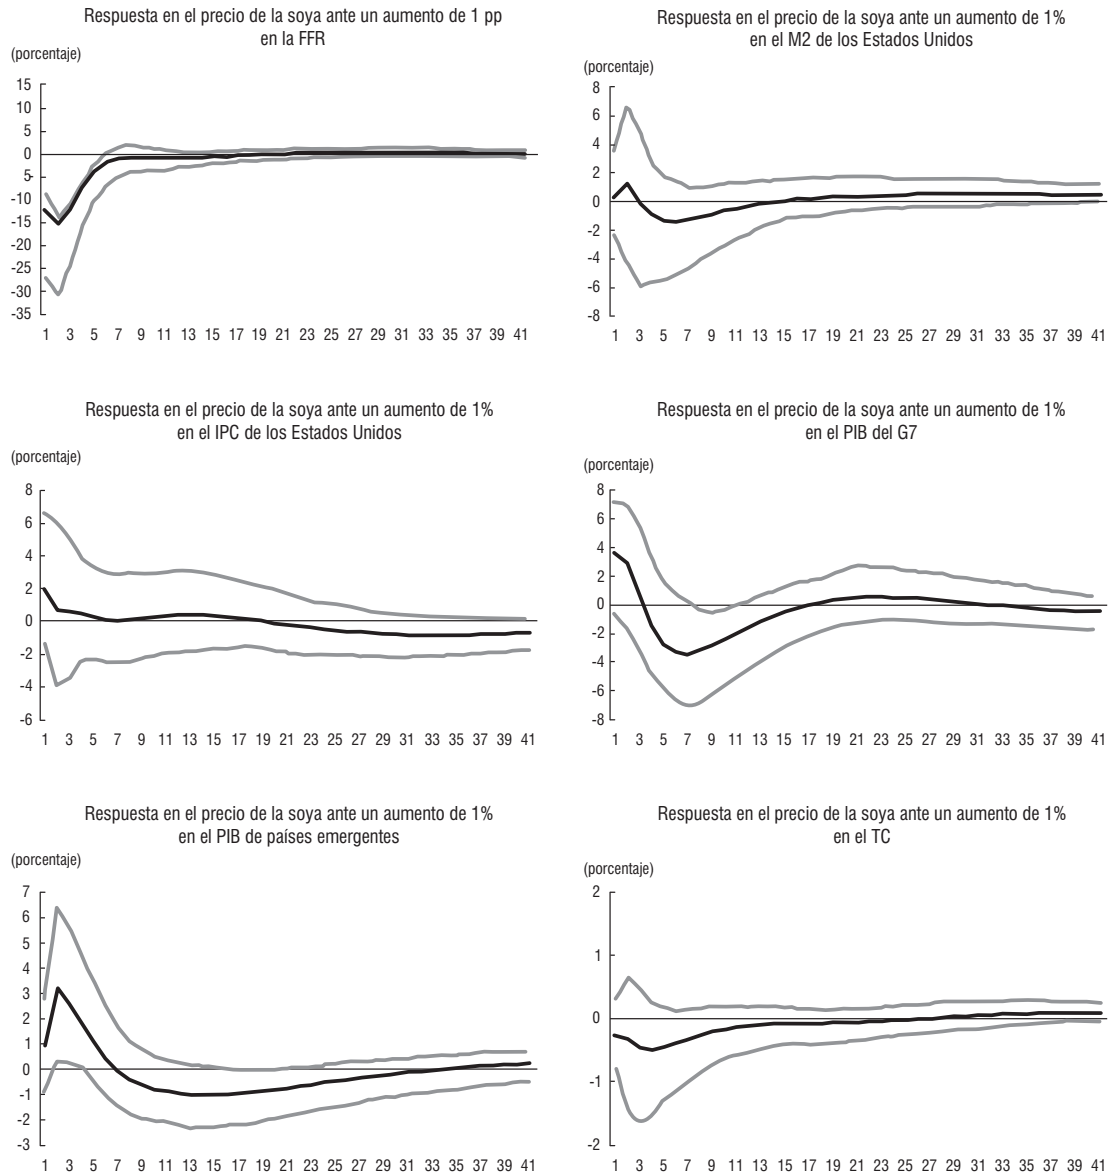 Respuesta en el precio de la soya ante un aumento de 1 pp
en la FFR
(porcentaje)
15
10
5
0
-5
-10
-15
-20
-25
-30
-35
1 3 5 7 9 11 13 15 17 19 21 23 25 27 29 31 33 35 37 39 41
Respuesta en el precio de la soya ante un aumento de 1%
en el M2 de los Estados Unidos
(porcentaje)
8
6
4
2
0
-2
-4
-6
-8
1 3 5 7 9 11 13 15 17 19 21 23 25 27 29 31 33 35 37 39 41
Respuesta en el precio de la soya ante un aumento de 1%
en el IPC de los Estados Unidos
(porcentaje)
8
6
4
2
0
-2
-4
-6
1 3 5 7 9 11 13 15 17 19 21 23 25 27 29 31 33 35 37 39 41
Respuesta en el precio de la soya ante un aumento de 1%
en el PIB del G7
(porcentaje)
8
6
4
2
0
-2
-4
-6
-8
1 3 5 7 9 11 13 15 17 19 21 23 25 27 29 31 33 35 37 39 41
Respuesta en el precio de la soya ante un aumento de 1%
en el PIB de países emergentes
(porcentaje)
7
6
5
4
3
2
1
0
-1
-2
-3
1 3 5 7 9 11 13 15 17 19 21 23 25 27 29 31 33 35 37 39 41
Respuesta en el precio de la soya ante un aumento de 1%
en el TC
(porcentaje)
2
1
0
-1
-2
1 3 5 7 9 11 13 15 17 19 21 23 25 27 29 31 33 35 37 39 41